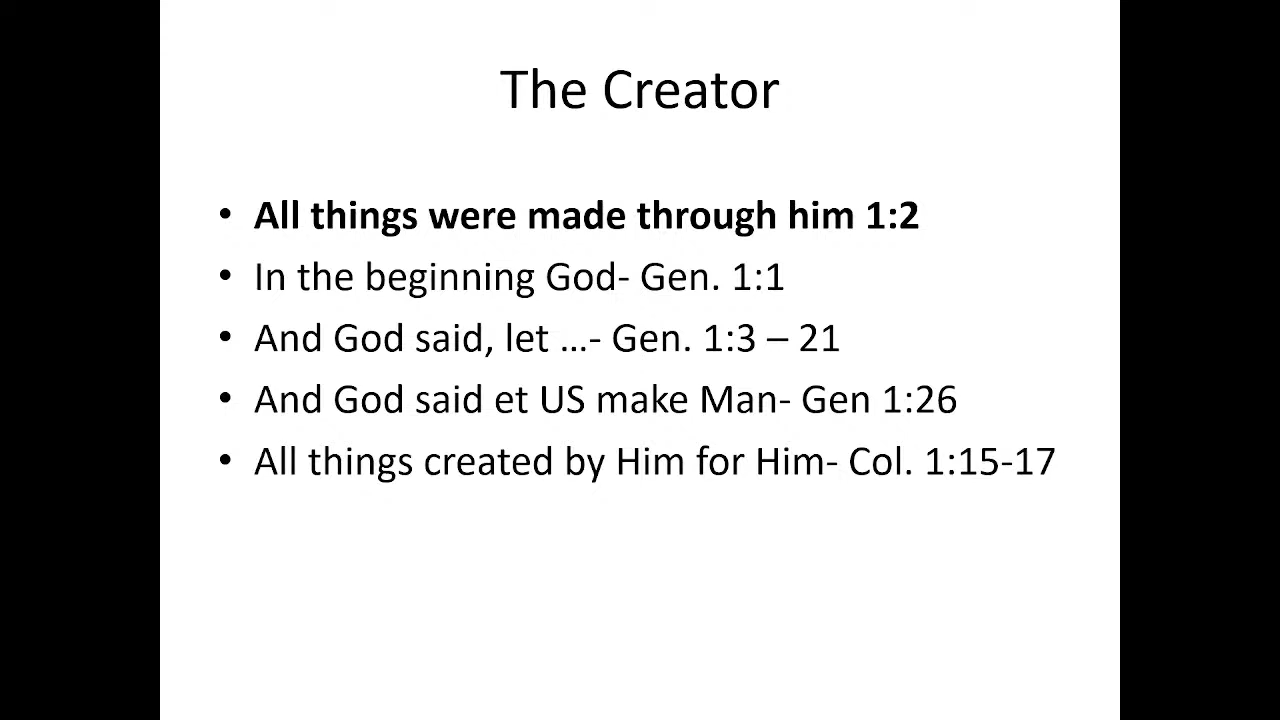 The Creator
• All things were made through him 1:2
• In the beginning God- Gen. 1:1
• And God said, let …- Gen. 1:3 – 21
• And God said et US make Man- Gen 1:26
• All things created by Him for Him- Col. 1:15-17